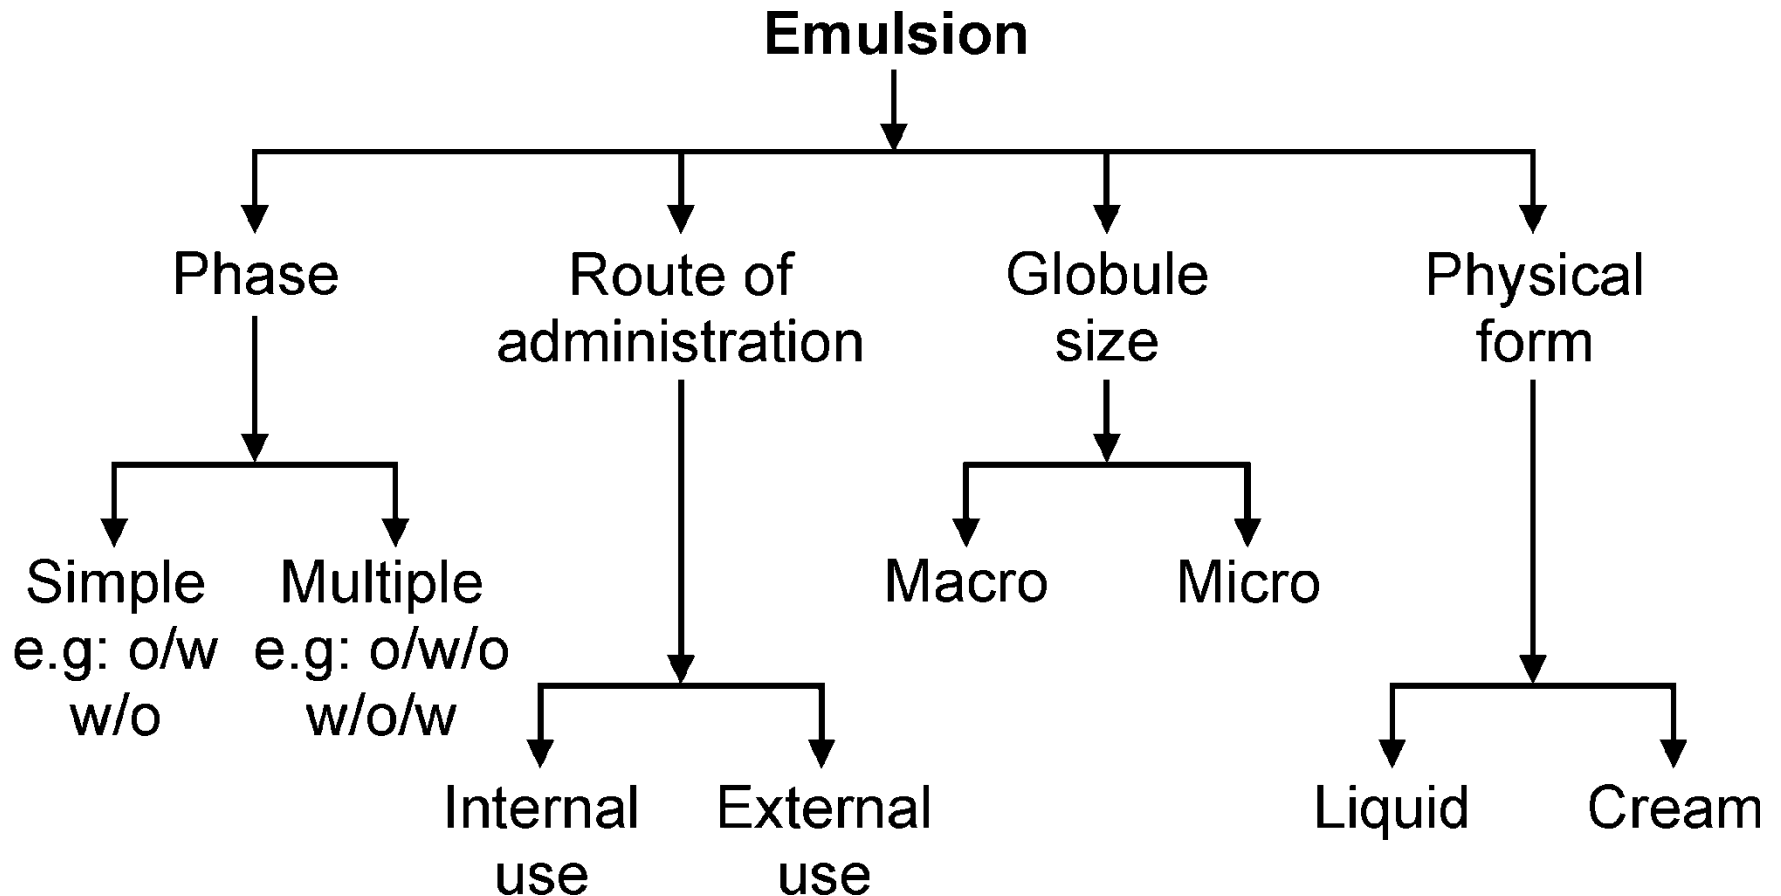 Emulsion
Phase
Route of
administration
Globule
size
Physical
form
Simple
e.g: o/w
w/o
Multiple
e.g: o/w/o
w/o/w
Macro
Micro
Internal
use
External
use
Liquid
Cream